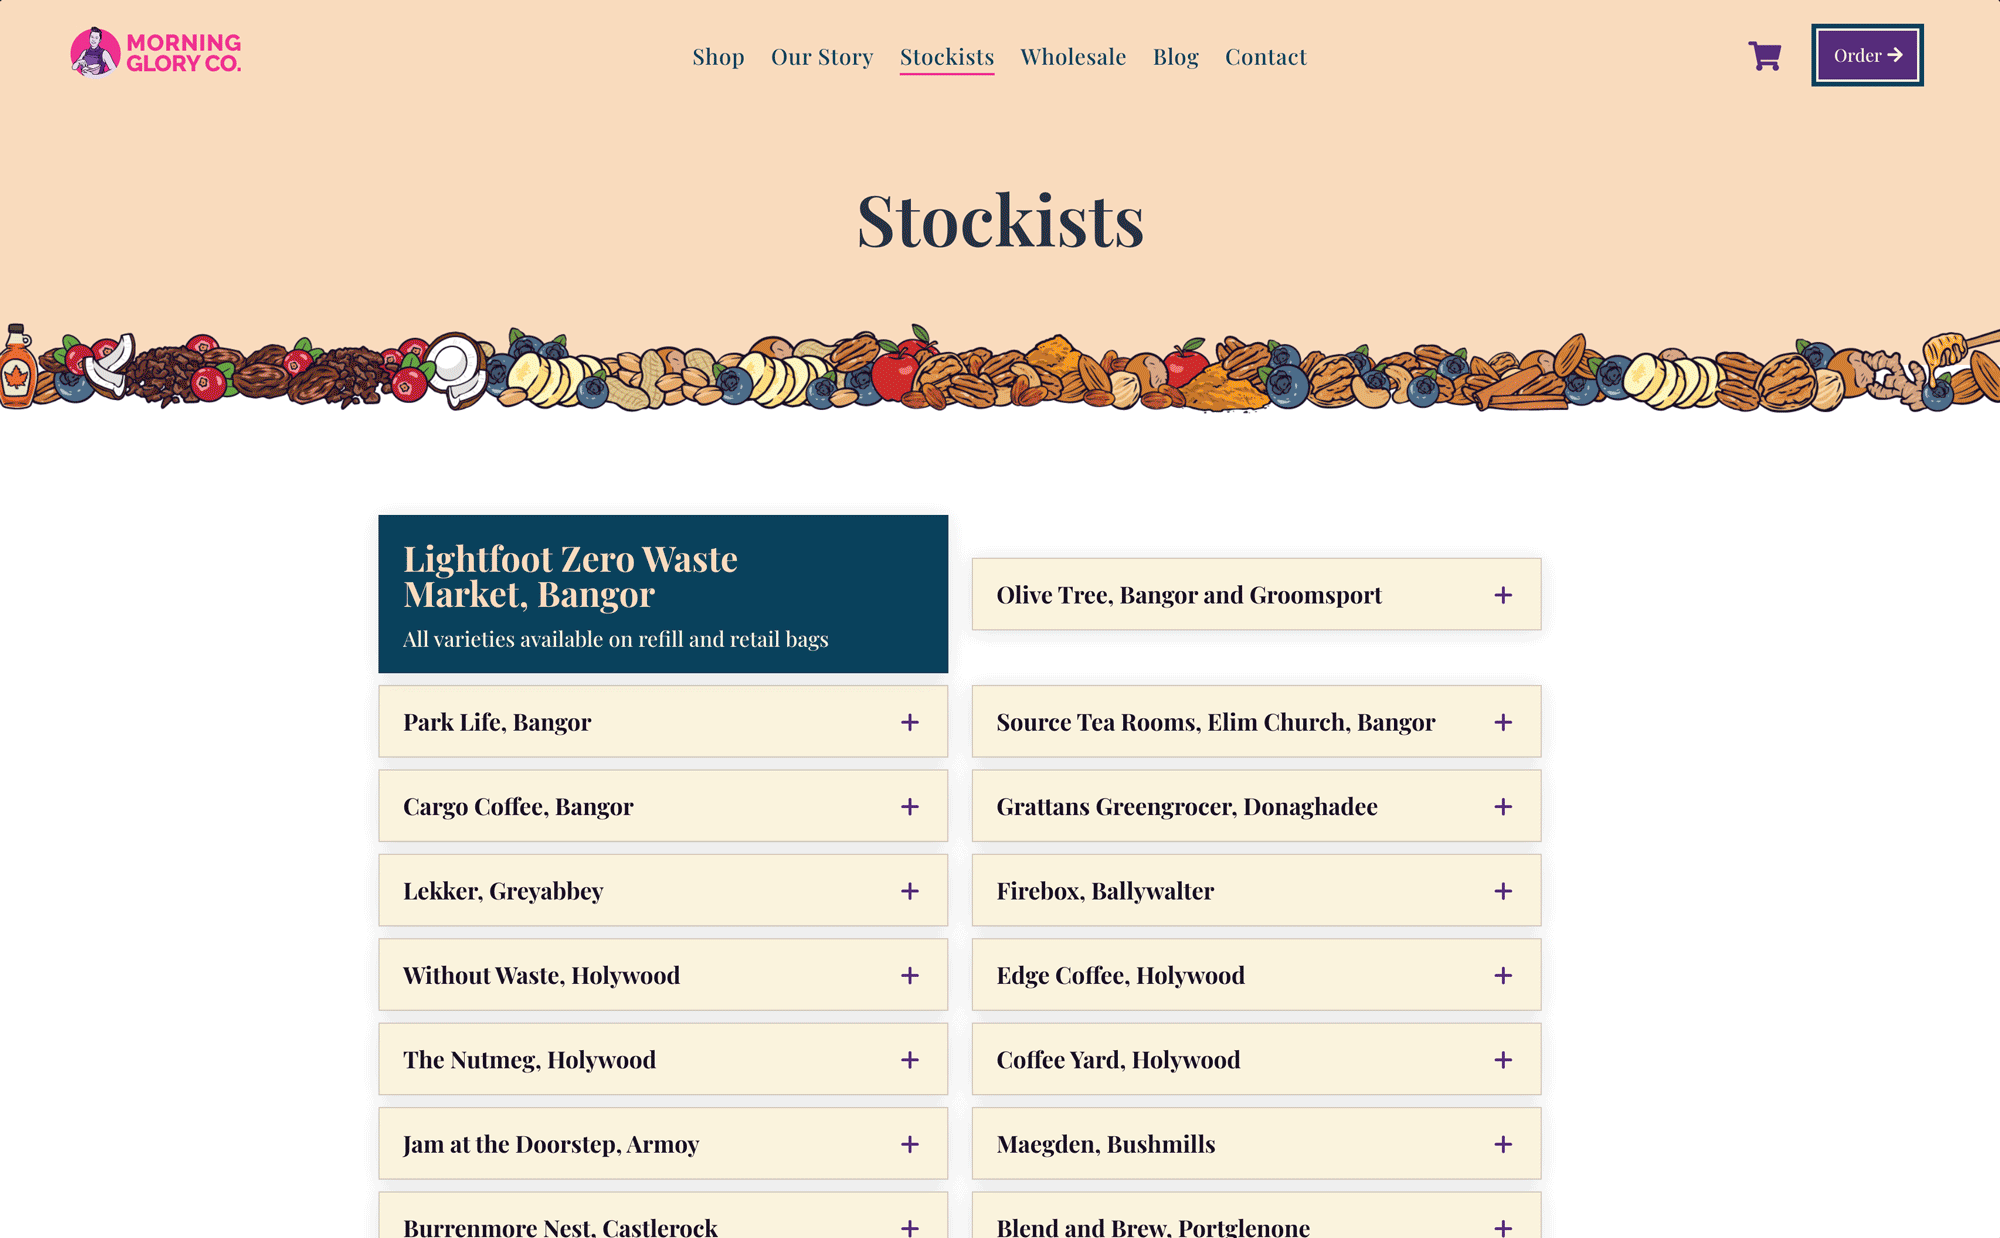 MORNING
GLORY CO.
Shop Our Story Stockists Wholesale Blog Contact
Order
Stockists
Lightfoot Zero Waste
Market, Bangor
All varieties available on refill and retail bags
Olive Tree, Bangor and Groomsport
Park Life, Bangor
Source Tea Rooms, Elim Church, Bangor
Cargo Coffee, Bangor
Grattans Greengrocer, Donaghadee
Lekker, Greyabbey
Firebox, Ballywalter
Without Waste, Holywood
Edge Coffee, Holywood
The Nutmeg, Holywood
Coffee Yard, Holywood
Jam at the Doorstep, Armoy
Maegden, Bushmills
Burrenmore Nest, Castlerock
Blend and Brew, Portglenone